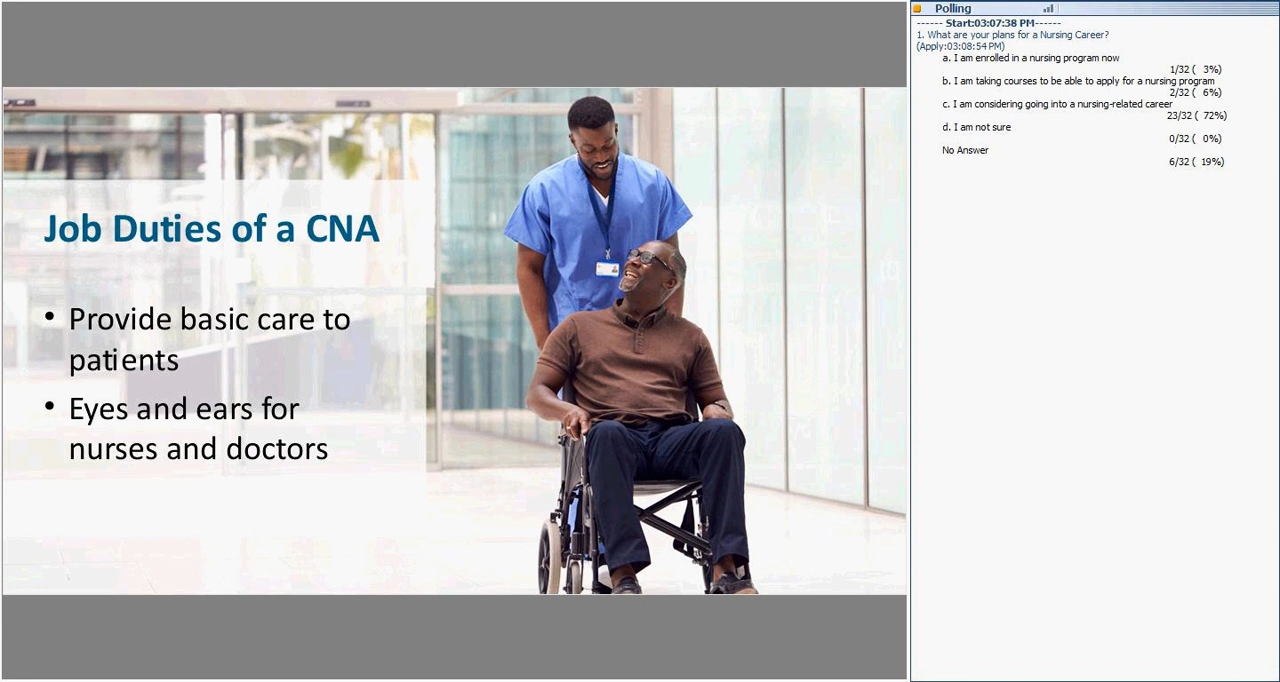 Job Duties of a CNA
• Provide basic care to
patients
• Eyes and ears for
nurses and doctors
Polling
------ Start:03:07:38 PM------
1. What are your plans for a Nursing Career?
(Apply:03:08:54 PM)
a. I am enrolled in a nursing program now
1/32 ( 3%)
b. I am taking courses to be able to apply for a nursing program
2/32 ( 6%)
c. I am considering going into a nursing-related career
23/32 ( 72%)
d. I am not sure
0/32 ( 0%)
No Answer
6/32 ( 19%)